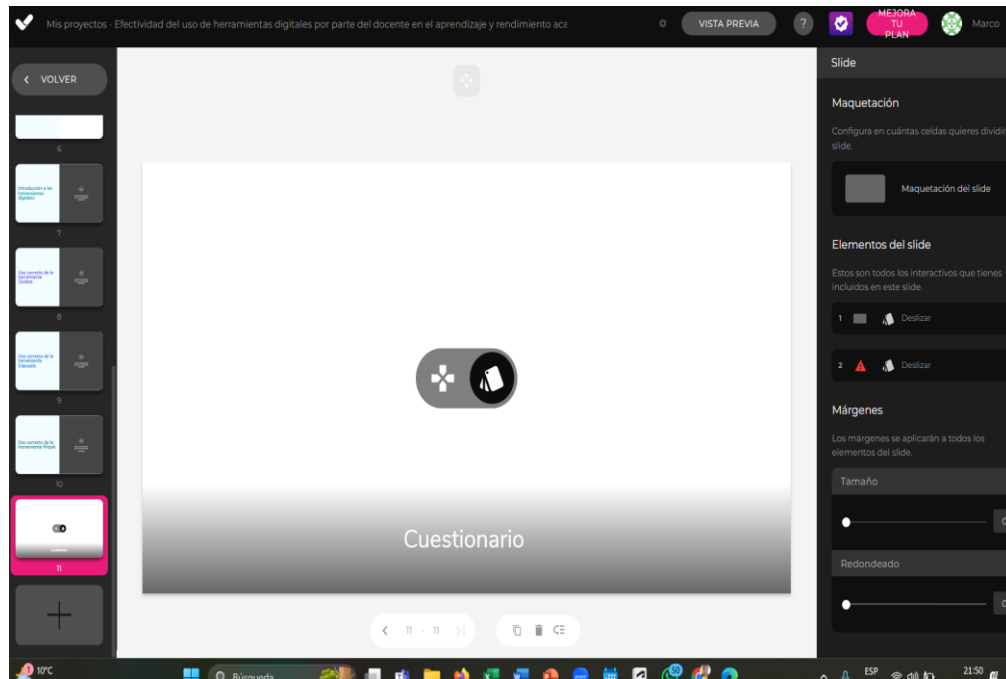 Mis proyectos · Efectividad del uso de herramientas digitales por parte del docente en el aprendizaje y rendimiento aca
0
VISTA PREVIA
?
MEJORA
TU
PLAN
Marco
VOLVER
6
Introducción a las
herramientas
digitales
7
Uso correcto de la
herramienta
8
Uso correcto de la
herramienta
9
Uso correcto de la
herramienta
10
Cuestionario
11
Cuestionario
11 - 11
Slide
Maquetación
Configura en cuántas celdas quieres dividir
slide.
Maquetación del slide
Elementos del slide
Estos son todos los interactivos que tienes
incluidos en este slide.
1 Deslizar
2 Deslizar
Márgenes
Los márgenes se aplicarán a todos los
elementos del slide.
Tamaño
Redondeado
1
10°C
Búsqueda
50
ESP
21:50